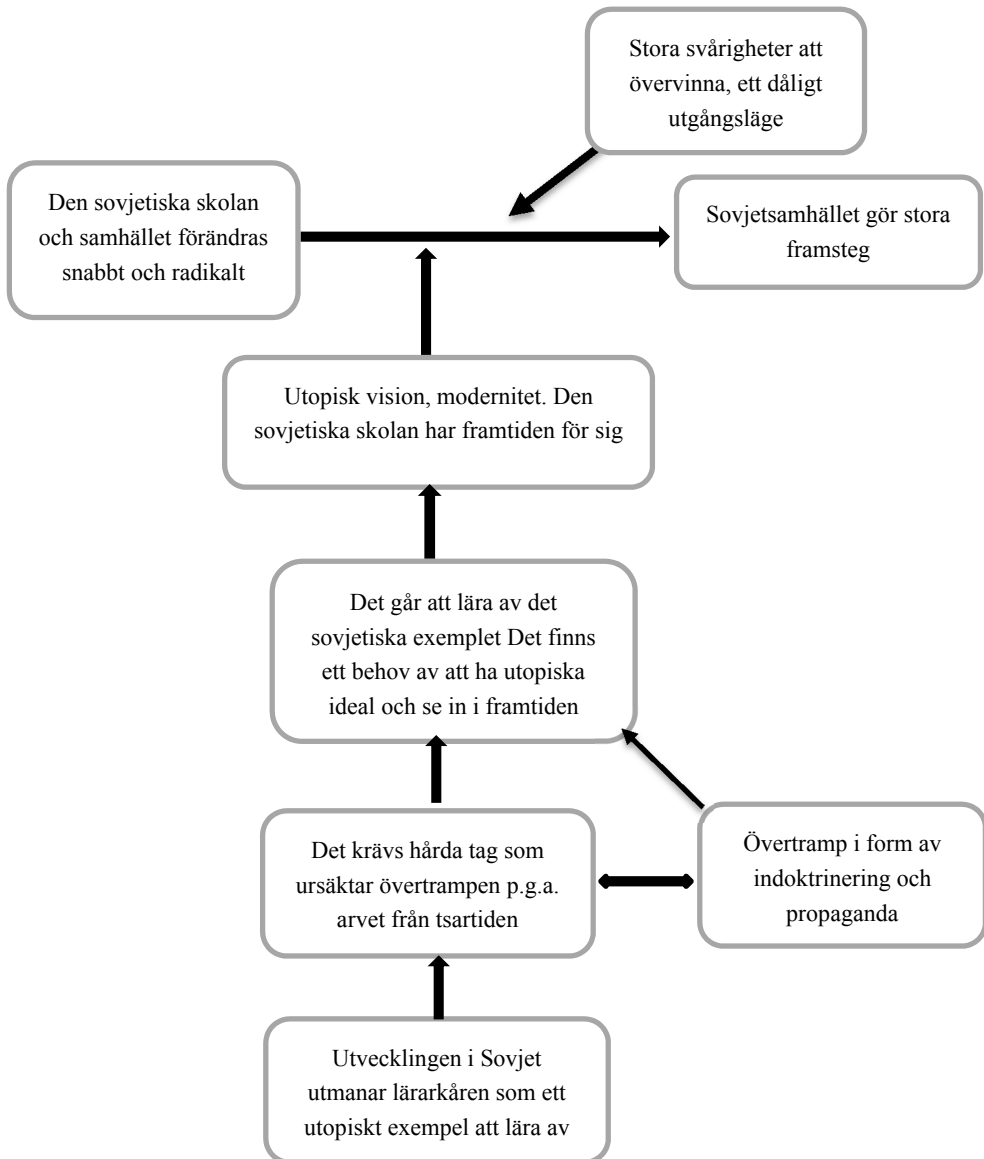 Stora svårigheter att
övervinna, ett dåligt
utgångsläge
Den sovjetiska skolan
och samhället förändras
snabbt och radikalt
Sovjetsamhället gör stora
framsteg
Utopisk vision, modernitet. Den
sovjetiska skolan har framtiden för sig
Det går att lära av det
sovjetiska exemplet Det finns
ett behov av att ha utopiska
ideal och se in i framtiden
Det krävs hårda tag som
ursäktar övertrampen p.g.a.
arvet från tsartiden
Övertramp i form av
indoktrinering och
propaganda
Utvecklingen i Sovjet
utmanar lärarkåren som ett
utopiskt exempel att lära av